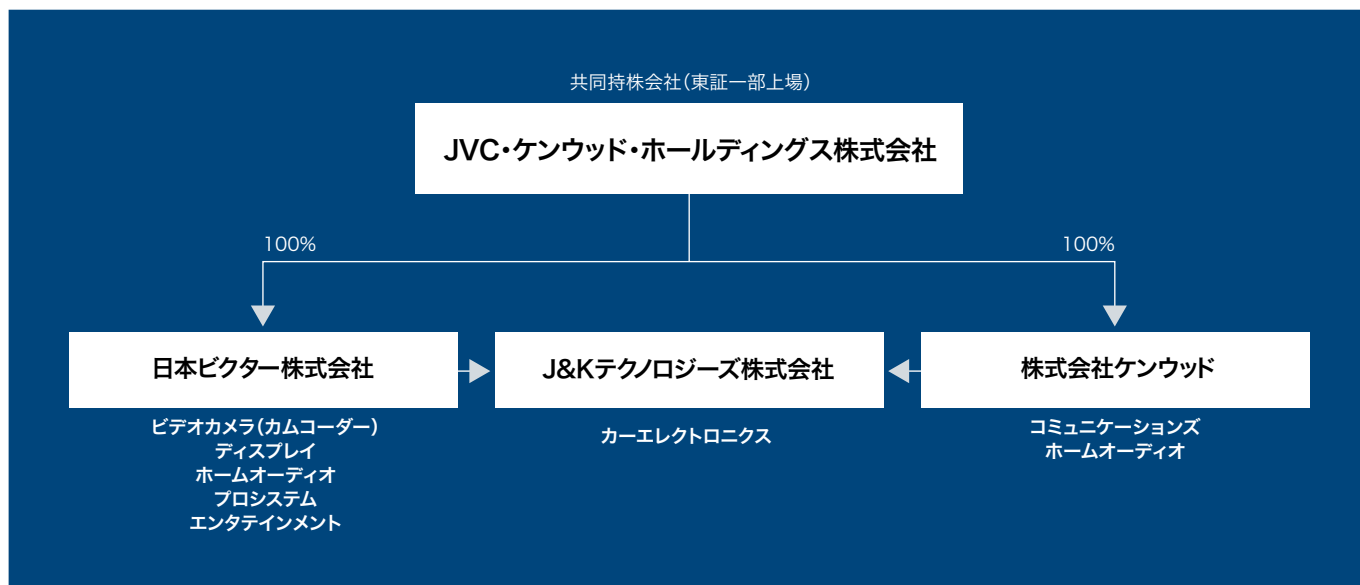 共同持株会社(東証一部上場)
JVC・ケンウッド・ホールディングス株式会社
100%
100%
日本ビクター株式会社
J&Kテクノロジーズ株式会社
株式会社ケンウッド
ビデオカメラ(カムコーダー)
ディスプレイ
ホームオーディオ
プロシステム
エンタテインメント
カーエレクトロニクス
コミュニケーションズ
ホームオーディオ